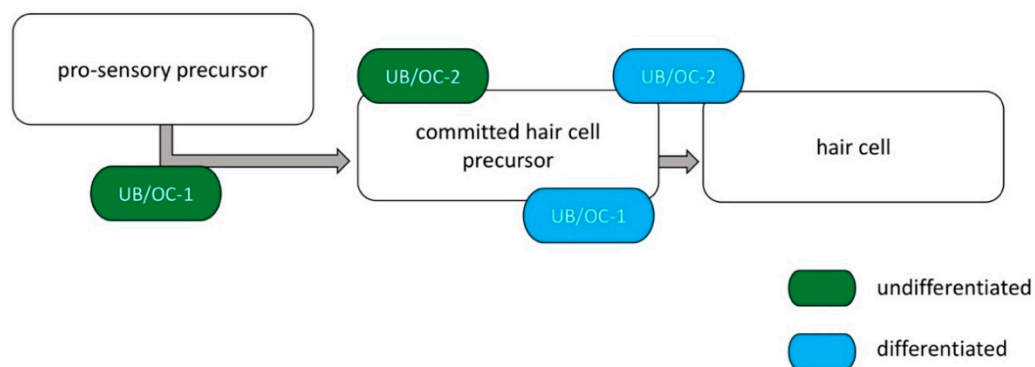 pro-sensory precursor
UB/OC-1
UB/OC-2
committed hair cell
precursor
UB/OC-1
UB/OC-2
hair cell
undifferentiated
differentiated